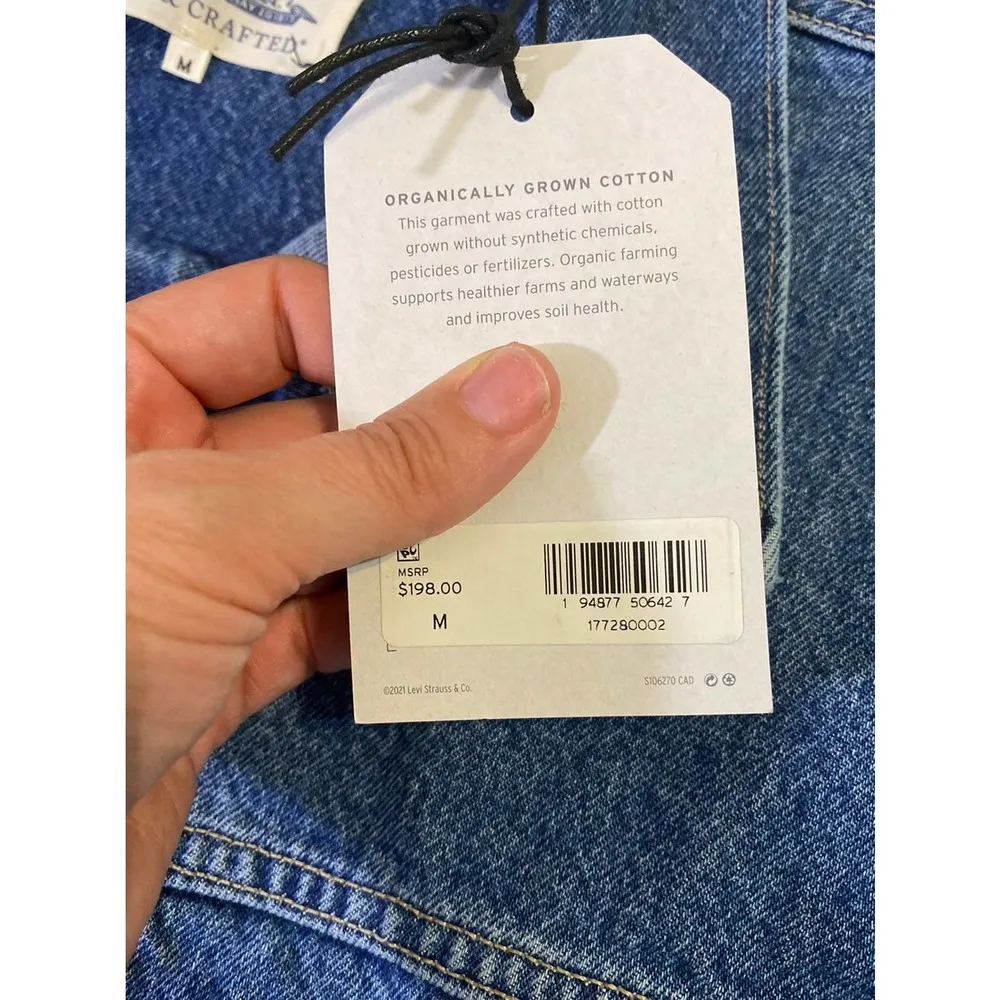 CRAFTED®
M
ORGANICALLY GROWN COTTON
This garment was crafted with cotton
grown without synthetic chemicals,
pesticides or fertilizers. Organic farming
supports healthier farms and waterways
and improves soil health.
MSRP
$198.00
M
1 94877 50642 7
177280002
©2021 Levi Strauss & Co.
S106270 CAD